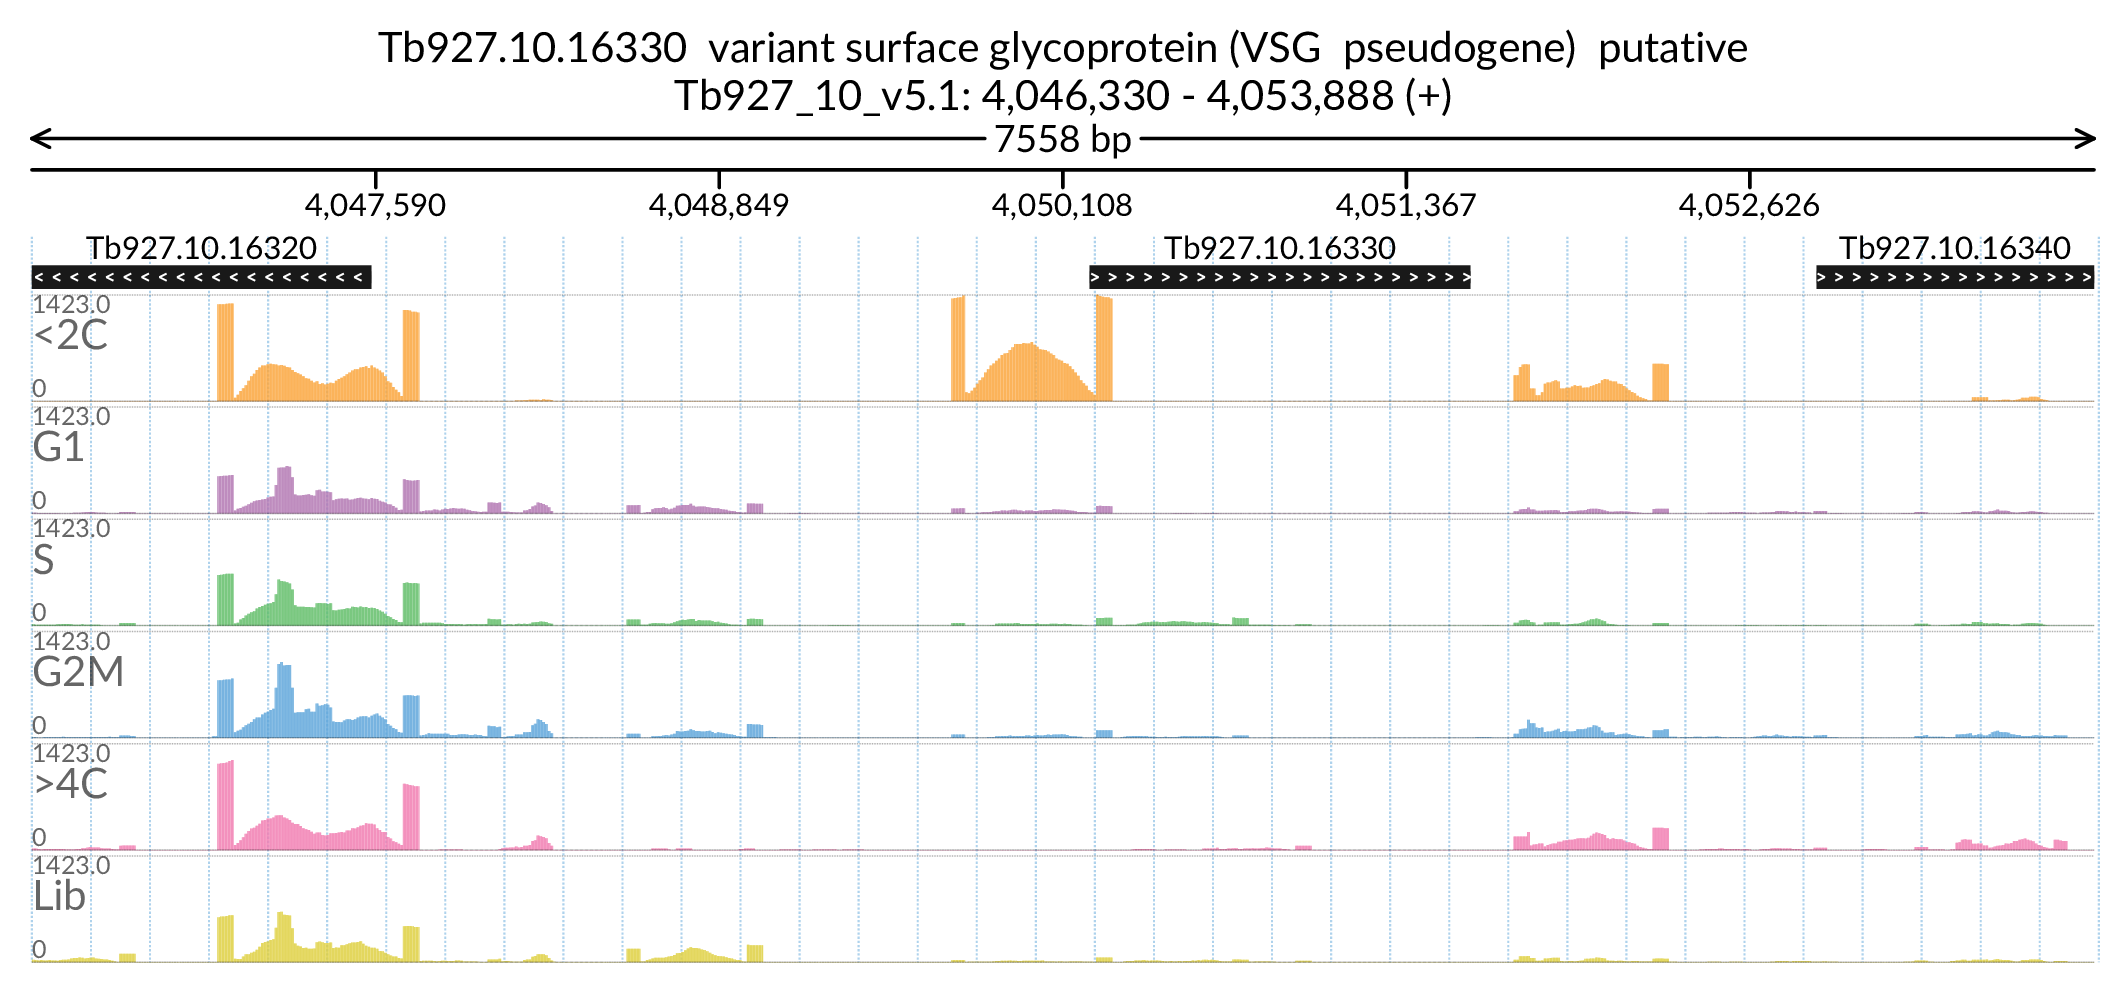 Tb927.10.16330 variant surface glycoprotein (VSG pseudogene) putative
Tb927_10_v5.1: 4,046,330 - 4,053,888 (+)
7558 bp
4,047,590 4,048,849 4,050,108 4,051,367 4,052,626
Tb927.10.16320 Tb927.10.16330 Tb927.10.16340
1423.0
<2C
0
1423.0
G1
0
1423.0
S
0
1423.0
G2M
0
1423.0
>4C
0
1423.0
Lib
0